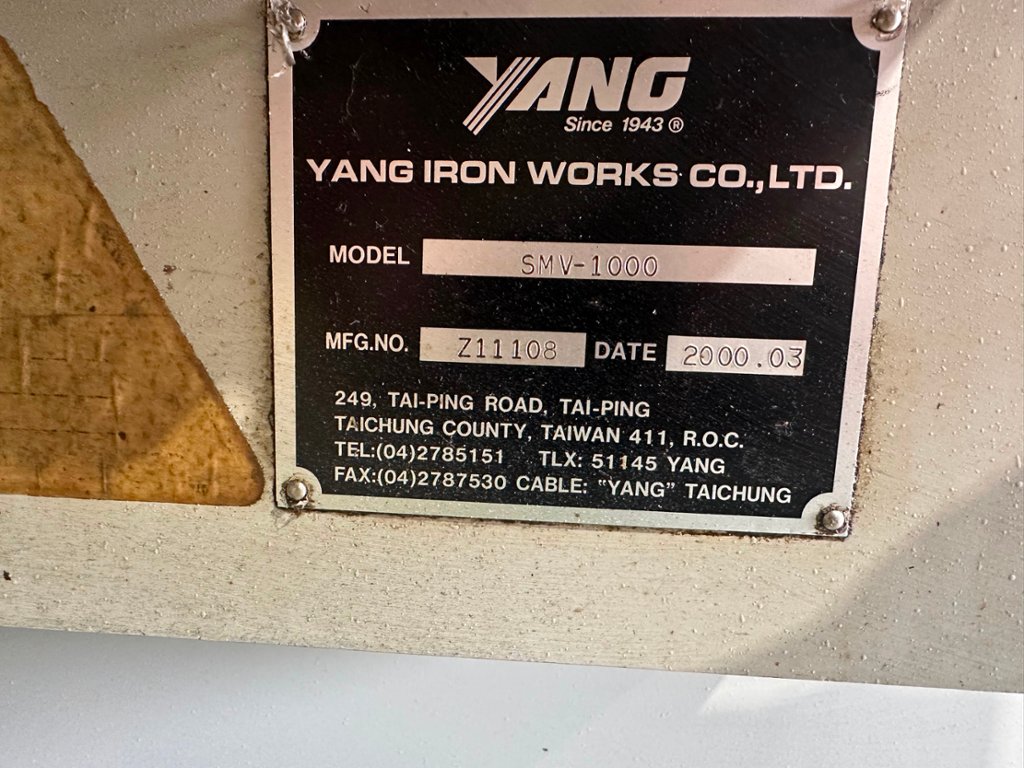 YANG
Since 1943 ®
YANG IRON WORKS CO.,LTD.
MODEL SMV-1000
MFG.NO. Z11108 DATE 2000.03
249, TAI-PING ROAD, TAI-PING
TAICHUNG COUNTY, TAIWAN 411, R.O.C.
TEL:(04)2785151 TLX: 51145 YANG
FAX:(04)2787530 CABLE: "YANG" TAICHUNG